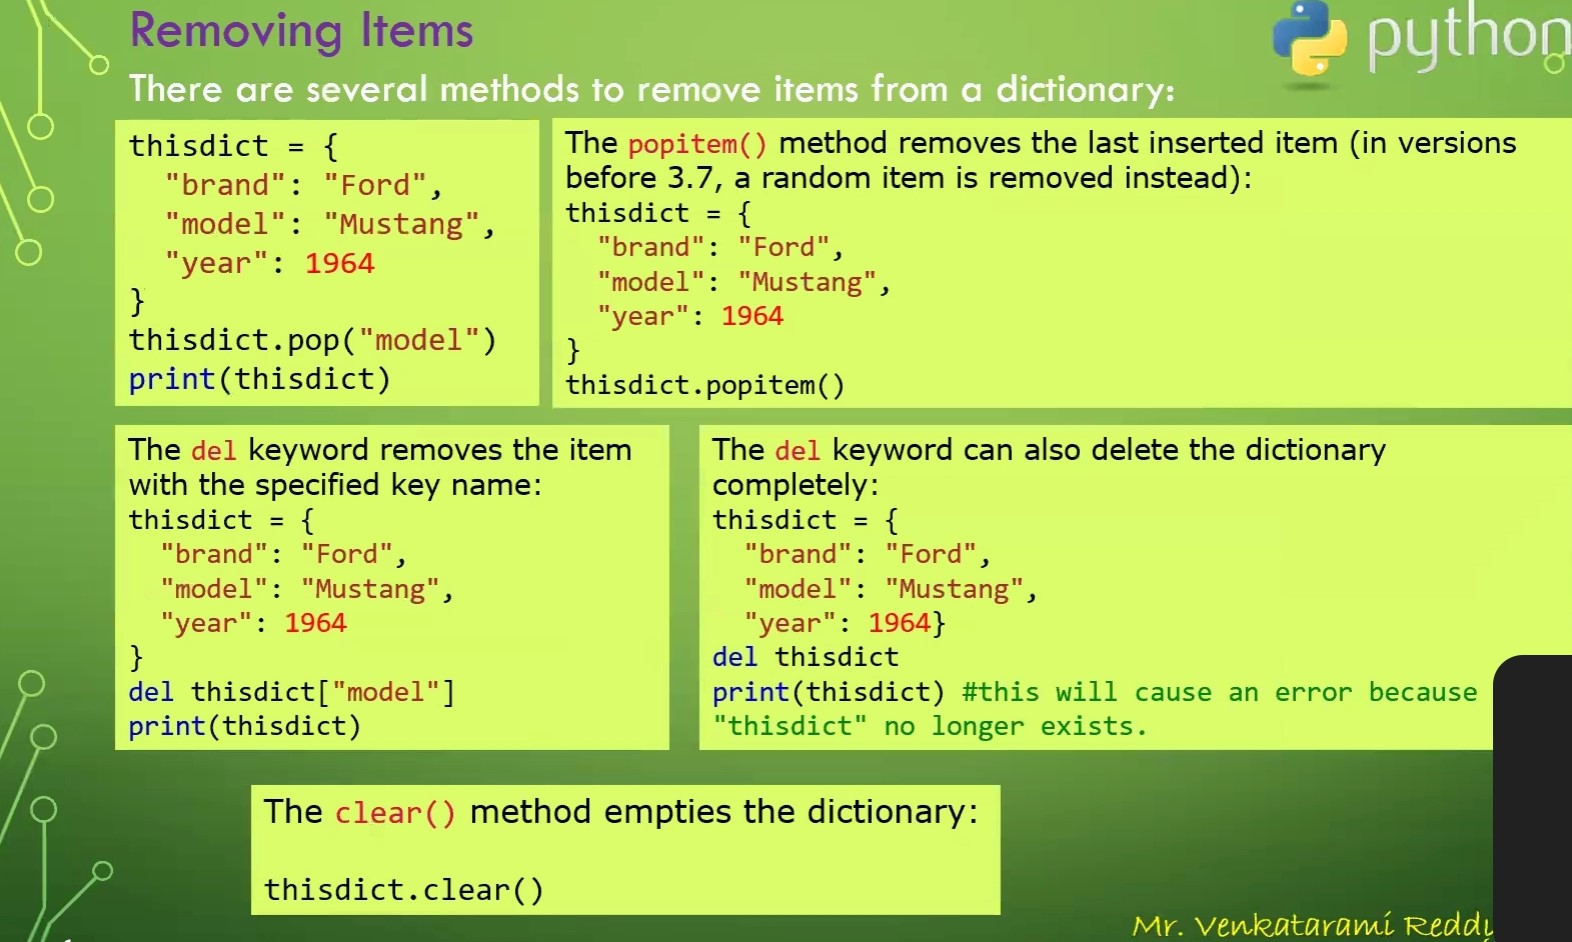 Removing Items
python
There are several methods to remove items from a dictionary:
thisdict = {
  "brand": "Ford",
  "model": "Mustang",
  "year": 1964
}
thisdict.pop("model")
print(thisdict)
The popitem() method removes the last inserted item (in versions
before 3.7, a random item is removed instead):
thisdict = {
  "brand": "Ford",
  "model": "Mustang",
  "year": 1964
}
thisdict.popitem()
The del keyword removes the item
with the specified key name:
thisdict = {
  "brand": "Ford",
  "model": "Mustang",
  "year": 1964
}
del thisdict["model"]
print(thisdict)
The del keyword can also delete the dictionary
completely:
thisdict = {
  "brand": "Ford",
  "model": "Mustang",
  "year": 1964}
del thisdict
print(thisdict) #this will cause an error because
"thisdict" no longer exists.
The clear() method empties the dictionary:
thisdict.clear()
Mr. Venkatarami Reddy